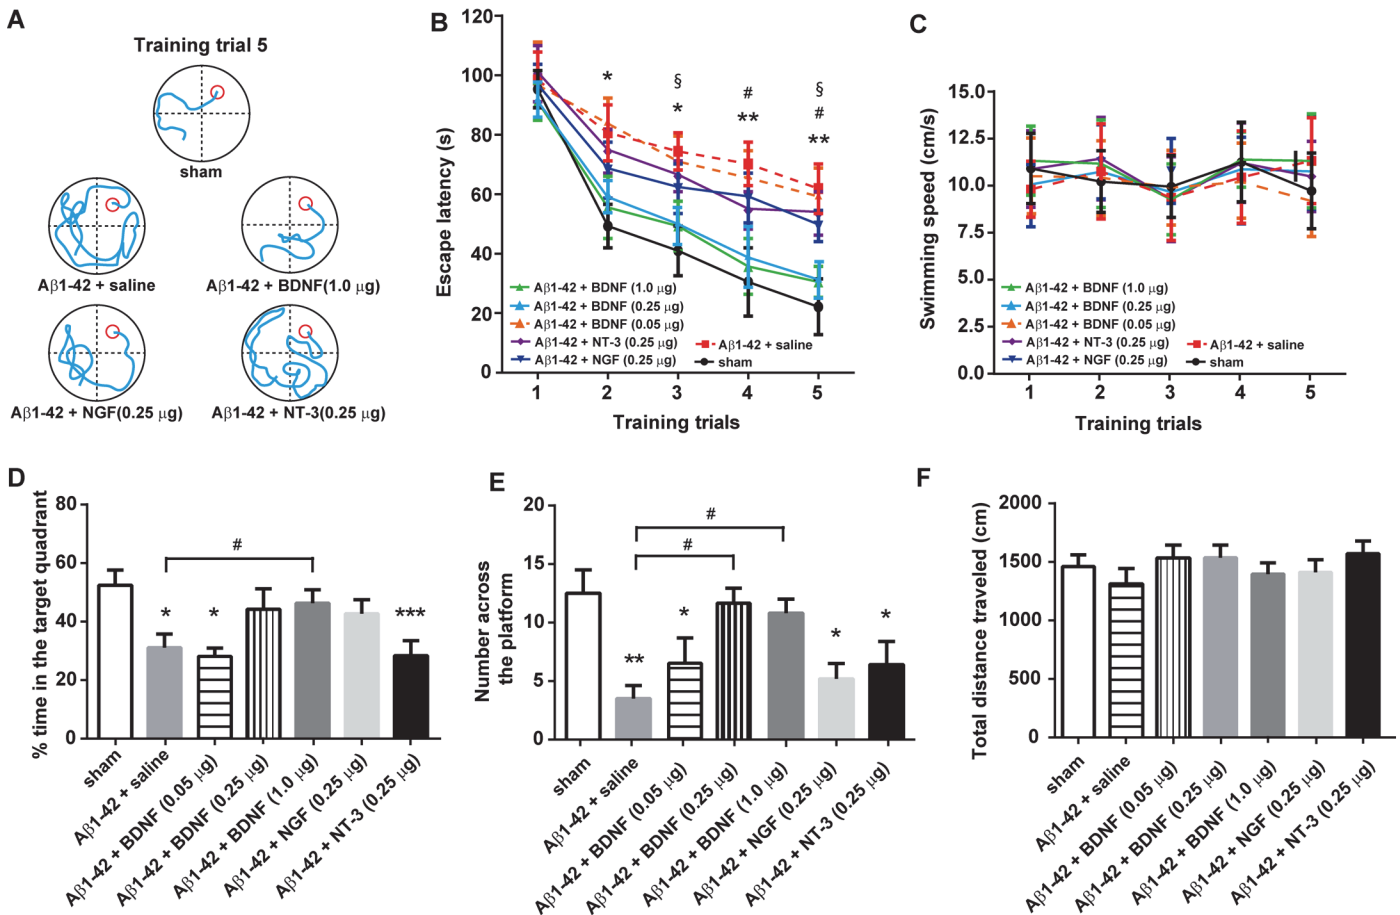 A
Training trial 5
sham
Aβ1-42 + saline
Aβ1-42 + BDNF(1.0 μg)
Aβ1-42 + NGF(0.25 μg)
Aβ1-42 + NT-3(0.25 μg)
B
Escape latency (s)
120
100
80
60
40
20
0
*
§
*
#
**
§
#
**
Aβ1-42 + BDNF (1.0 μg)
Aβ1-42 + BDNF (0.25 μg)
Aβ1-42 + BDNF (0.05 μg)
Aβ1-42 + NT-3 (0.25 μg)
Aβ1-42 + NGF (0.25 μg)
Aβ1-42 + saline
sham
1 2 3 4 5
Training trials
C
Swimming speed (cm/s)
15.0
12.5
10.0
7.5
5.0
2.5
0.0
Aβ1-42 + BDNF (1.0 μg)
Aβ1-42 + BDNF (0.25 μg)
Aβ1-42 + BDNF (0.05 μg)
Aβ1-42 + NT-3 (0.25 μg)
Aβ1-42 + NGF (0.25 μg)
Aβ1-42 + saline
sham
1 2 3 4 5
Training trials
D
% time in the target quadrant
80
60
40
20
0
#
* * ***
sham
Aβ1-42 + saline
Aβ1-42 + BDNF (0.05 μg)
Aβ1-42 + BDNF (0.25 μg)
Aβ1-42 + BDNF (1.0 μg)
Aβ1-42 + NGF (0.25 μg)
Aβ1-42 + NT-3 (0.25 μg)
E
Number across
the platform
20
15
10
5
0
#
#
** * * *
sham
Aβ1-42 + saline
Aβ1-42 + BDNF (0.05 μg)
Aβ1-42 + BDNF (0.25 μg)
Aβ1-42 + BDNF (1.0 μg)
Aβ1-42 + NGF (0.25 μg)
Aβ1-42 + NT-3 (0.25 μg)
F
Total distance traveled (cm)
2000
1500
1000
500
0
sham
Aβ1-42 + saline
Aβ1-42 + BDNF (0.05 μg)
Aβ1-42 + BDNF (0.25 μg)
Aβ1-42 + BDNF (1.0 μg)
Aβ1-42 + NGF (0.25 μg)
Aβ1-42 + NT-3 (0.25 μg)